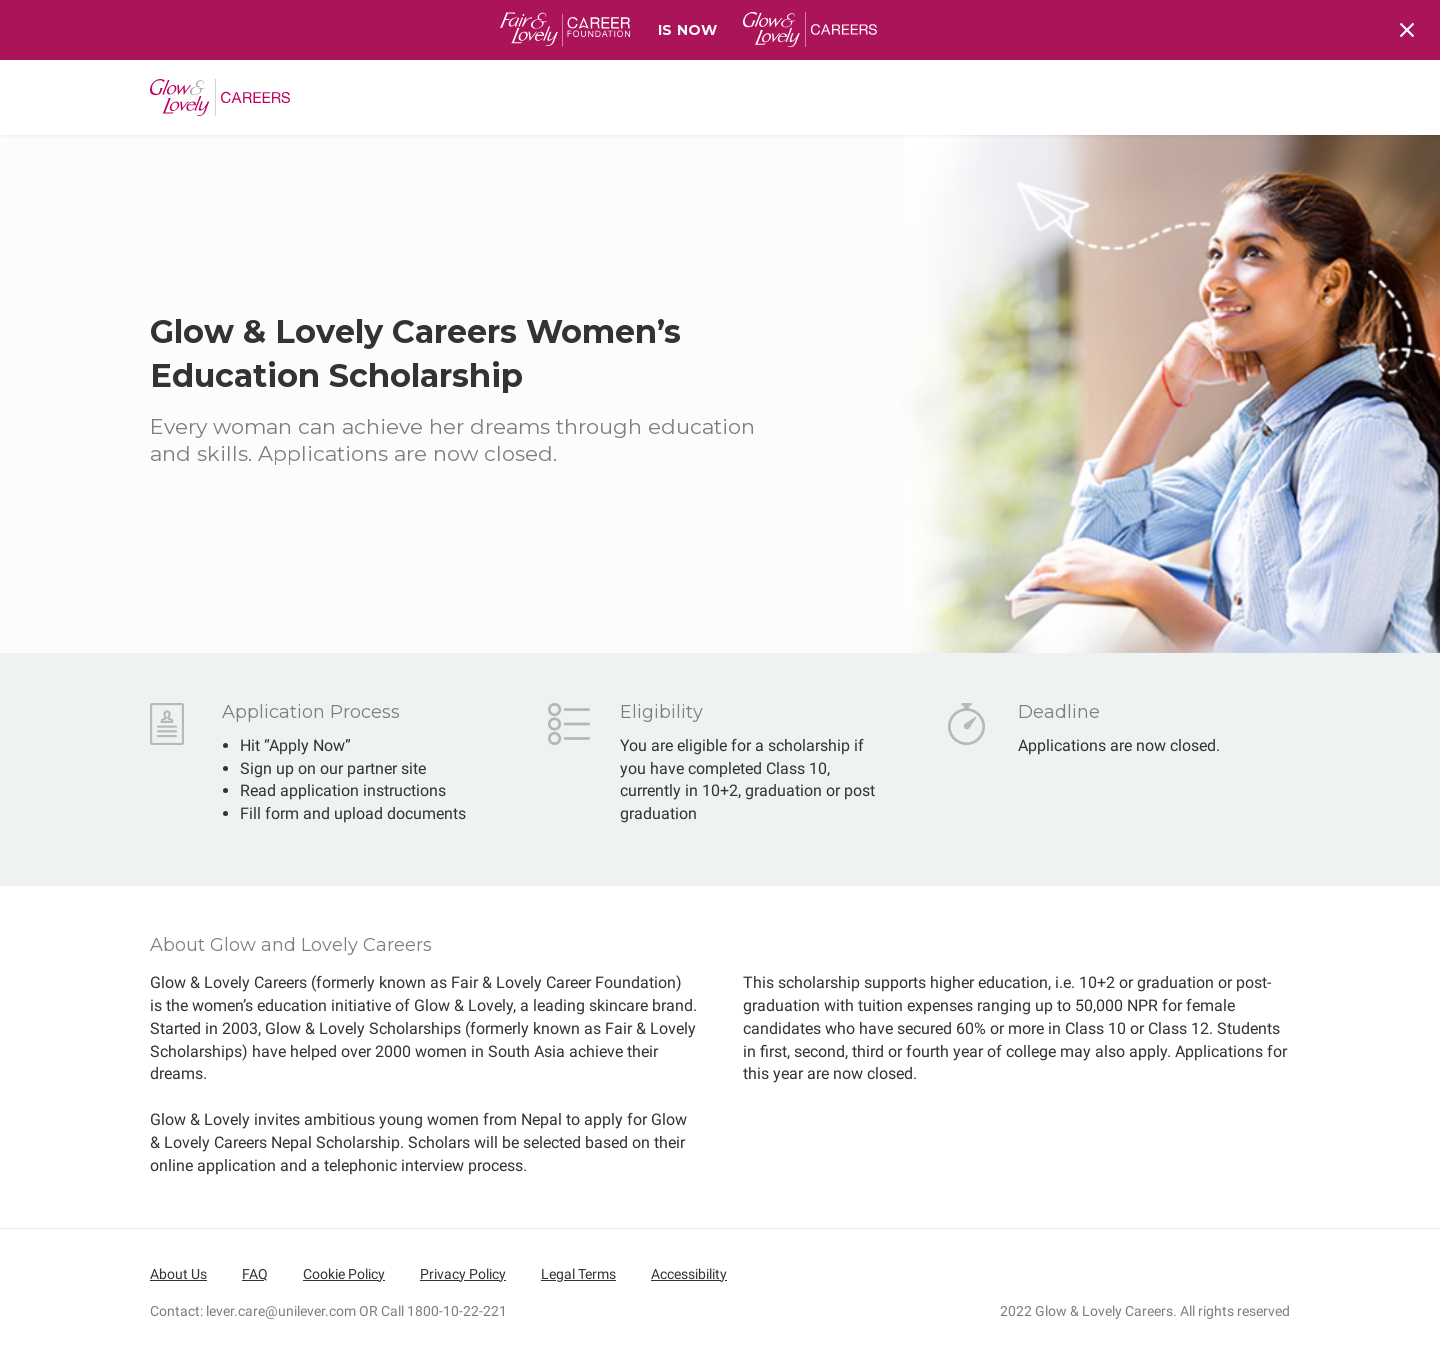 Fair & Lovely CAREER FOUNDATION IS NOW Glow & Lovely CAREERS
Glow & Lovely CAREERS
Glow & Lovely Careers Women’s
Education Scholarship
Every woman can achieve her dreams through education
and skills. Applications are now closed.
Application Process
• Hit “Apply Now”
• Sign up on our partner site
• Read application instructions
• Fill form and upload documents
Eligibility
You are eligible for a scholarship if
you have completed Class 10,
currently in 10+2, graduation or post
graduation
Deadline
Applications are now closed.
About Glow and Lovely Careers
Glow & Lovely Careers (formerly known as Fair & Lovely Career Foundation)
is the women’s education initiative of Glow & Lovely, a leading skincare brand.
Started in 2003, Glow & Lovely Scholarships (formerly known as Fair & Lovely
Scholarships) have helped over 2000 women in South Asia achieve their
dreams.
Glow & Lovely invites ambitious young women from Nepal to apply for Glow
& Lovely Careers Nepal Scholarship. Scholars will be selected based on their
online application and a telephonic interview process.
This scholarship supports higher education, i.e. 10+2 or graduation or post-
graduation with tuition expenses ranging up to 50,000 NPR for female
candidates who have secured 60% or more in Class 10 or Class 12. Students
in first, second, third or fourth year of college may also apply. Applications for
this year are now closed.
About Us FAQ Cookie Policy Privacy Policy Legal Terms Accessibility
Contact: lever.care@unilever.com OR Call 1800-10-22-221
2022 Glow & Lovely Careers. All rights reserved